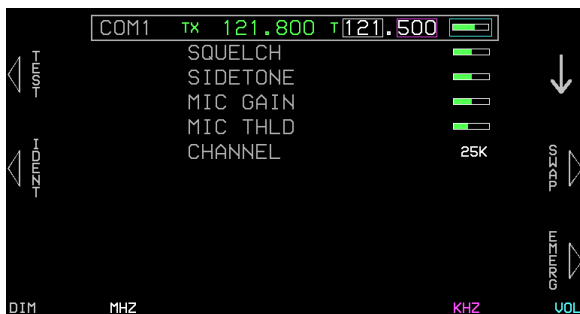 COM1 TX 121.800 T 121.500
SQUELCH
SIDETONE
MIC GAIN
MIC THLD
CHANNEL 25K
TEST
IDENT
SWAP
EMERG
DIM MHZ KHZ VOL